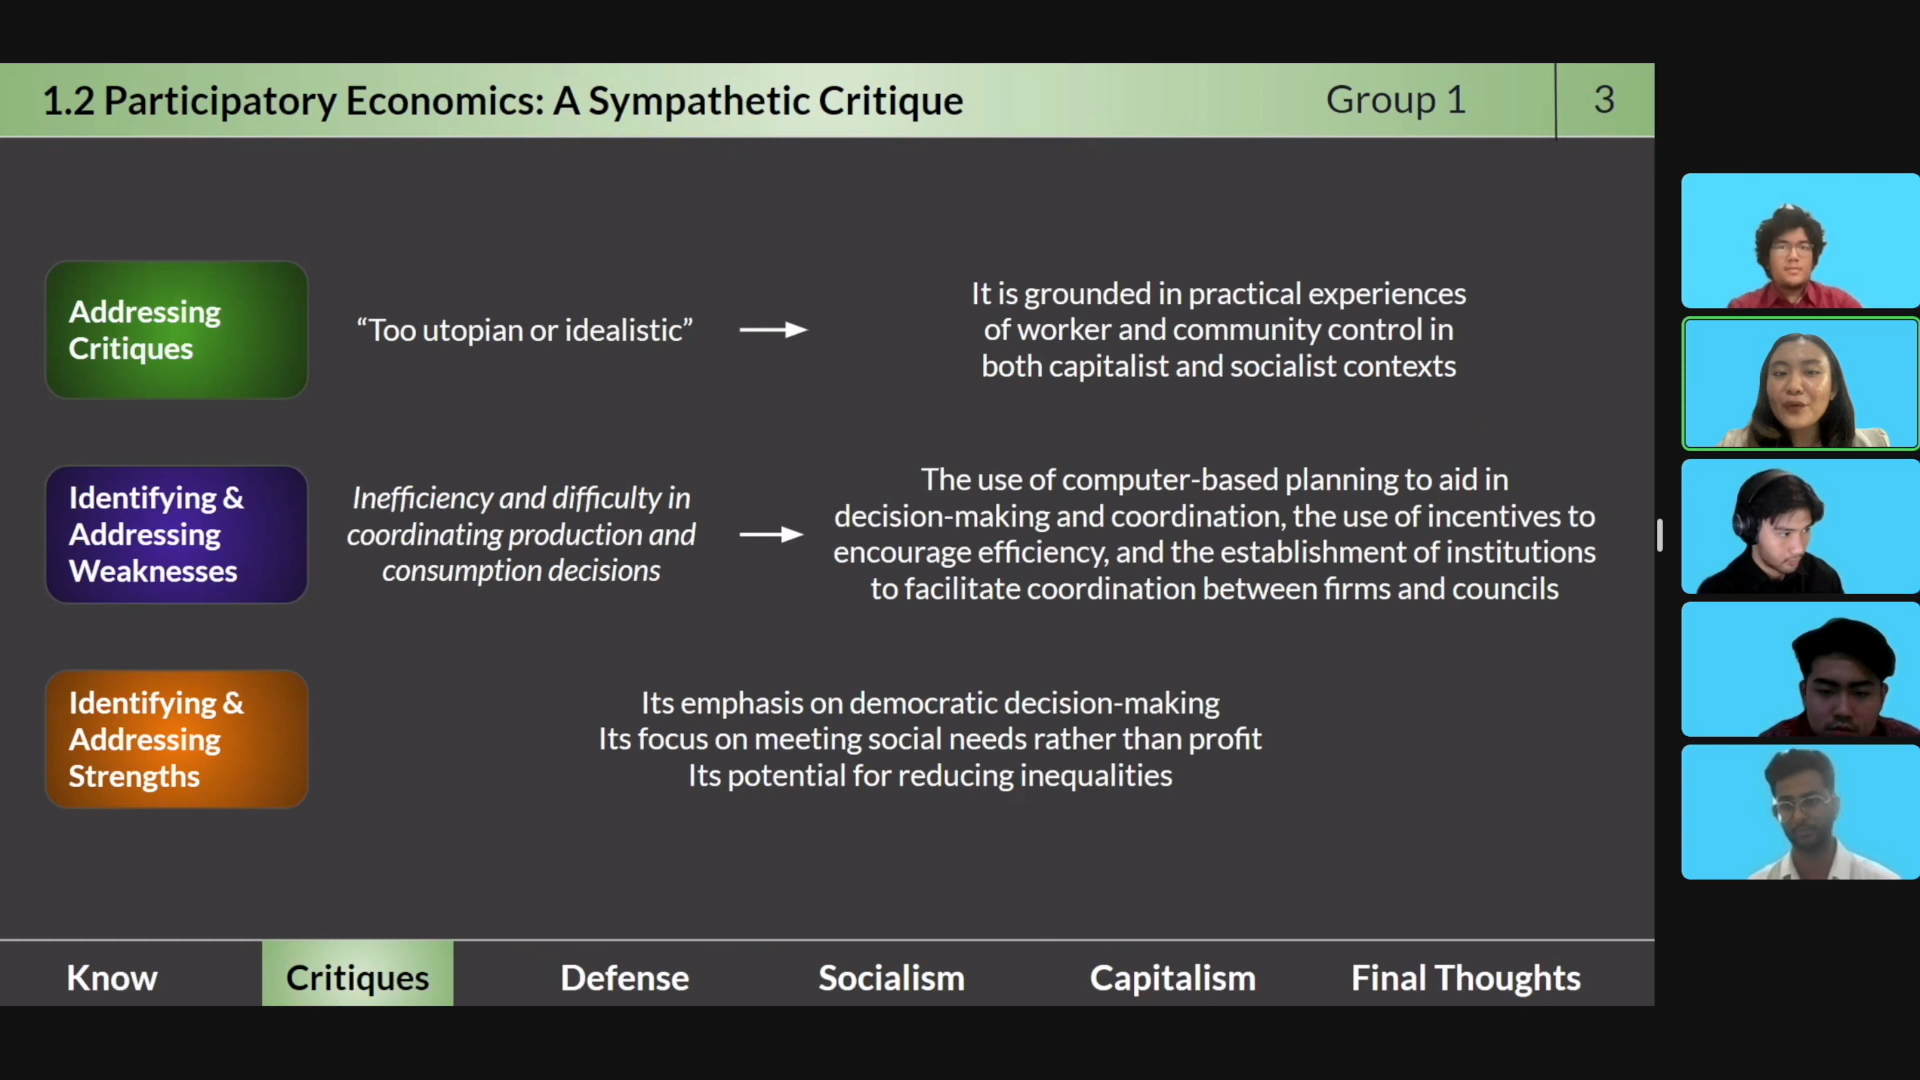 1.2 Participatory Economics: A Sympathetic Critique
Group 1
3
Addressing
Critiques
“Too utopian or idealistic”
It is grounded in practical experiences
of worker and community control in
both capitalist and socialist contexts
Identifying &
Addressing
Weaknesses
Inefficiency and difficulty in
coordinating production and
consumption decisions
The use of computer-based planning to aid in
decision-making and coordination, the use of incentives to
encourage efficiency, and the establishment of institutions
to facilitate coordination between firms and councils
Identifying &
Addressing
Strengths
Its emphasis on democratic decision-making
Its focus on meeting social needs rather than profit
Its potential for reducing inequalities
Know
Critiques
Defense
Socialism
Capitalism
Final Thoughts